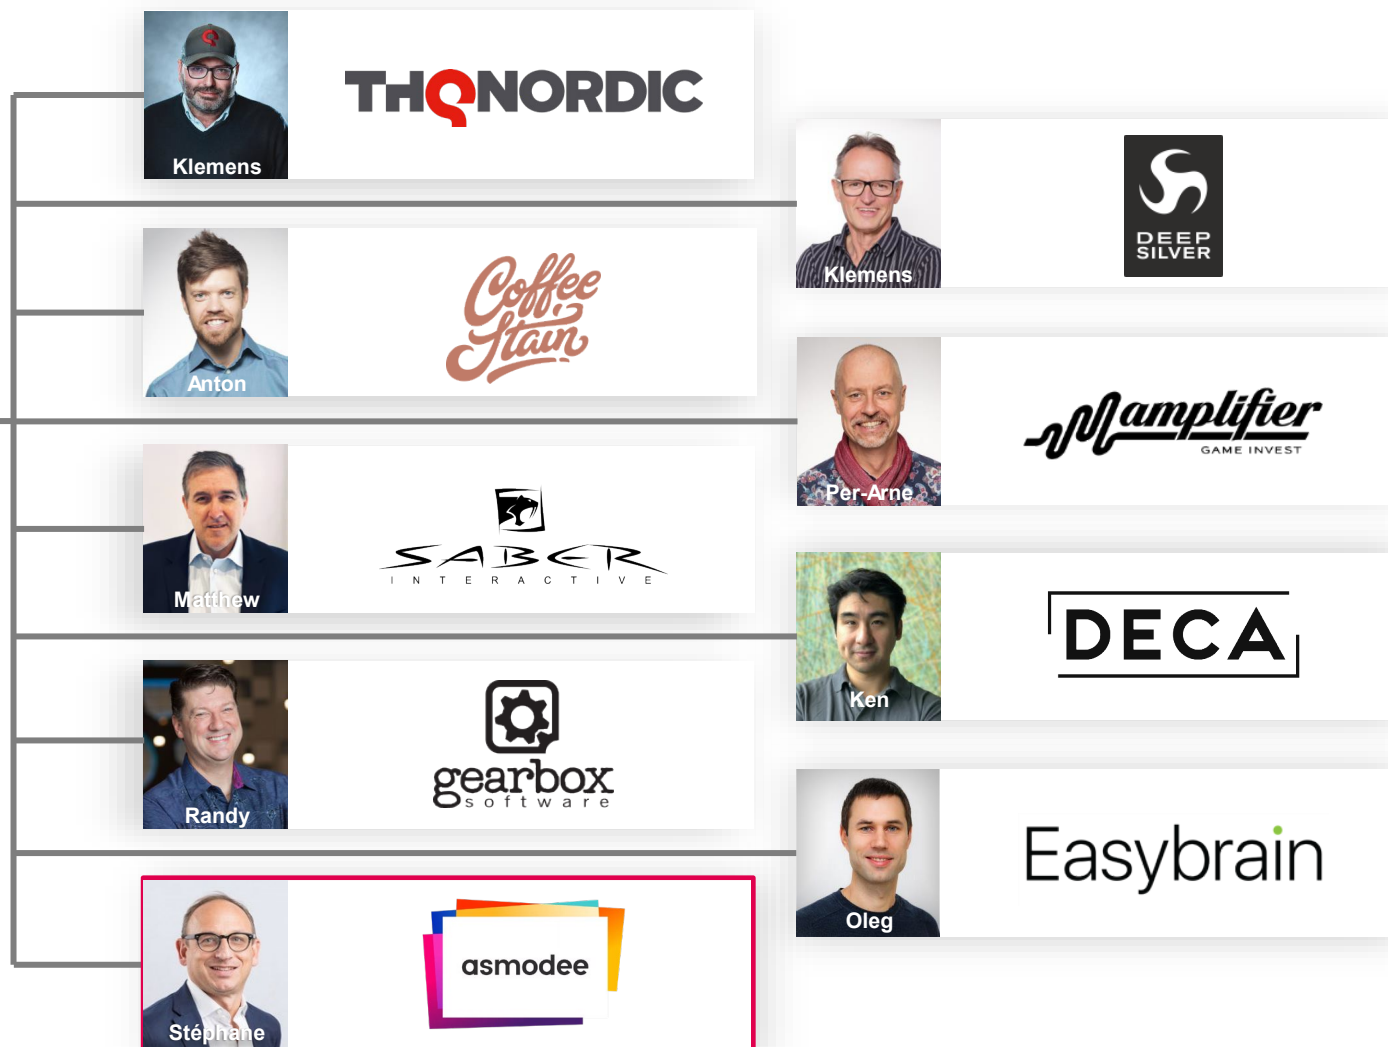 THQNORDIC
Klemens
DEEP
SILVER
Klemens
Coffee
Stain
Anton
amplifier
GAME INVEST
Per-Arne
SABER
INTERACTIVE
Matthew
DECA
Ken
gearbox
software
Randy
Easybrain
Oleg
asmodee
Stéphane